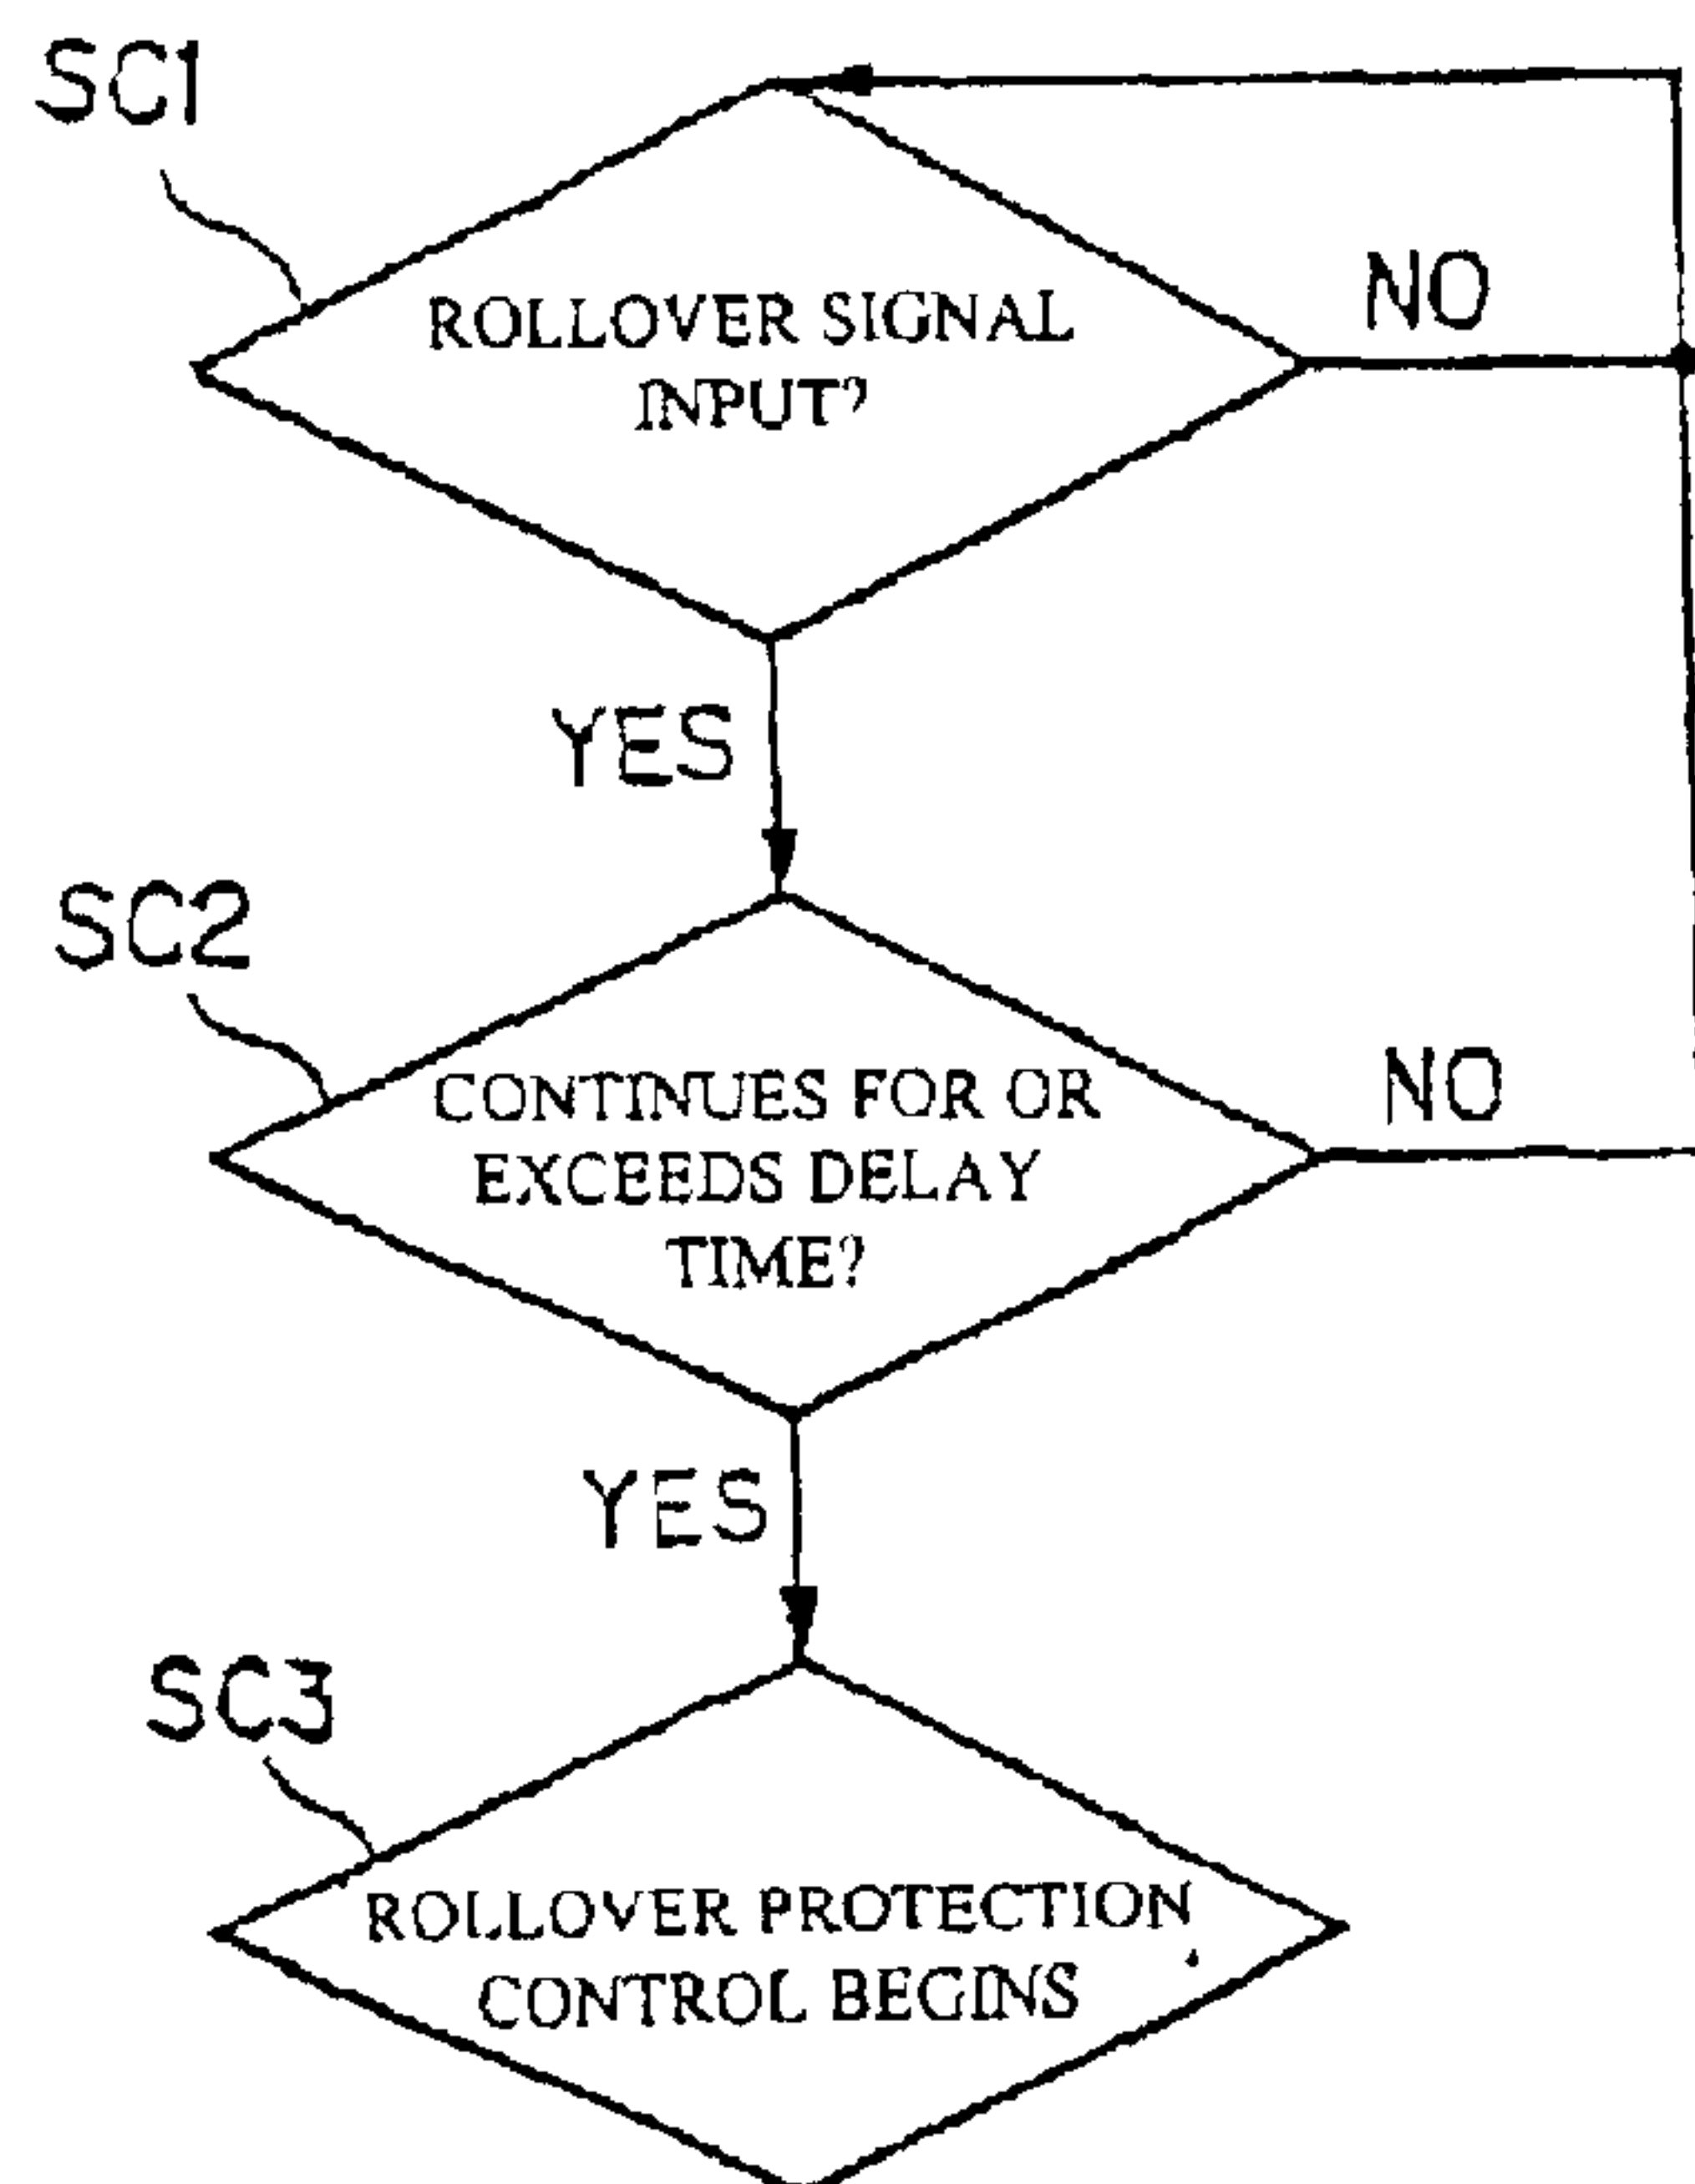 SC1
ROLLOVER SIGNAL
INPUT?
NO
YES
SC2
CONTINUES FOR OR
EXCEEDS DELAY
TIME?
NO
YES
SC3
ROLLOVER PROTECTION
CONTROL BEGINS